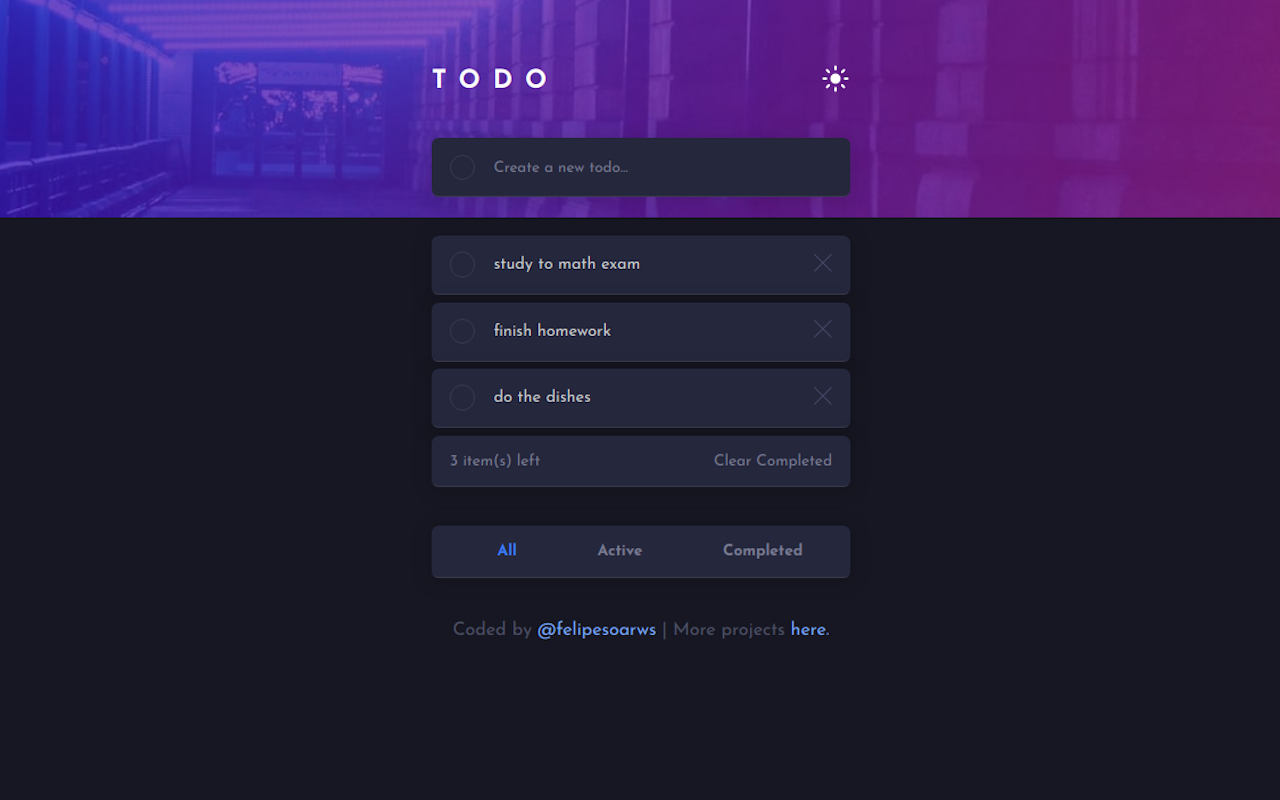 TODO
Create a new todo...
study to math exam
finish homework
do the dishes
3 item(s) left Clear Completed
All Active Completed
Coded by @felipesoarws | More projects here.